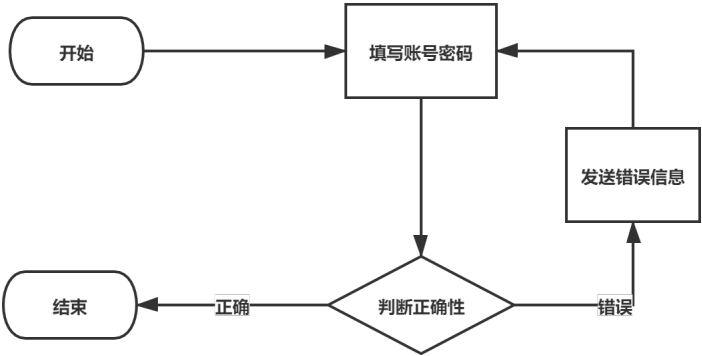 开始
填写账号密码
发送错误信息
结束
正确
判断正确性
错误